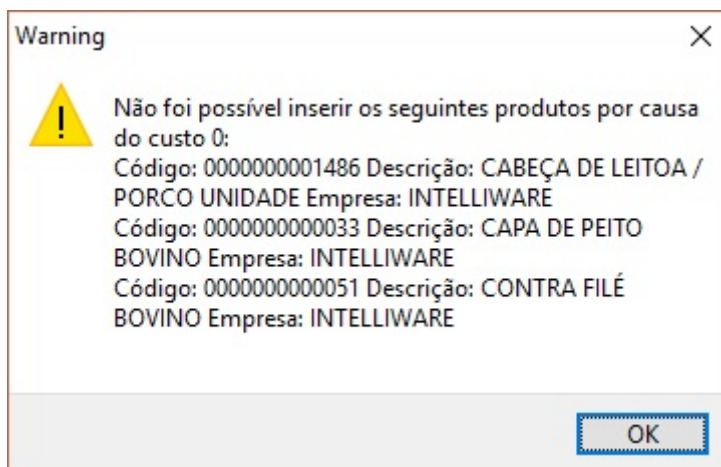 Warning
Não foi possível inserir os seguintes produtos por causa
do custo 0:
Código: 0000000001486 Descrição: CABEÇA DE LEITOA /
PORCO UNIDADE Empresa: INTELLIWARE
Código: 0000000000033 Descrição: CAPA DE PEITO
BOVINO Empresa: INTELLIWARE
Código: 0000000000051 Descrição: CONTRA FILÉ
BOVINO Empresa: INTELLIWARE
OK